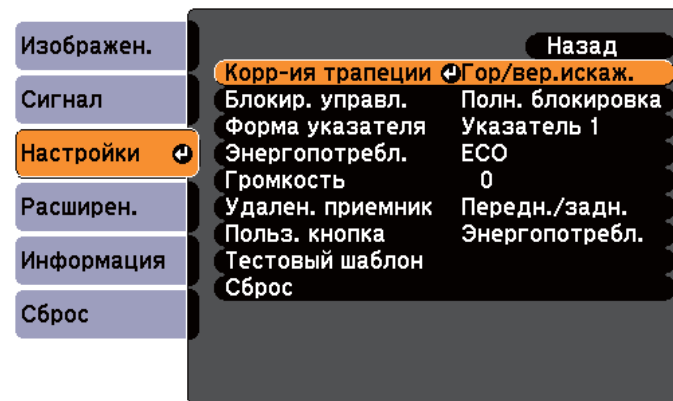 Изображен.
Сигнал
Настройки
Расширен.
Информация
Сброс
Назад
Корр-ия трапеции Гор/вер.искаж.
Блокир. управл. Полн. блокировка
Форма указателя Указатель 1
Энергопотребл. ECO
Громкость 0
Удален. приемник Передн./задн.
Польз. кнопка Энергопотребл.
Тестовый шаблон
Сброс